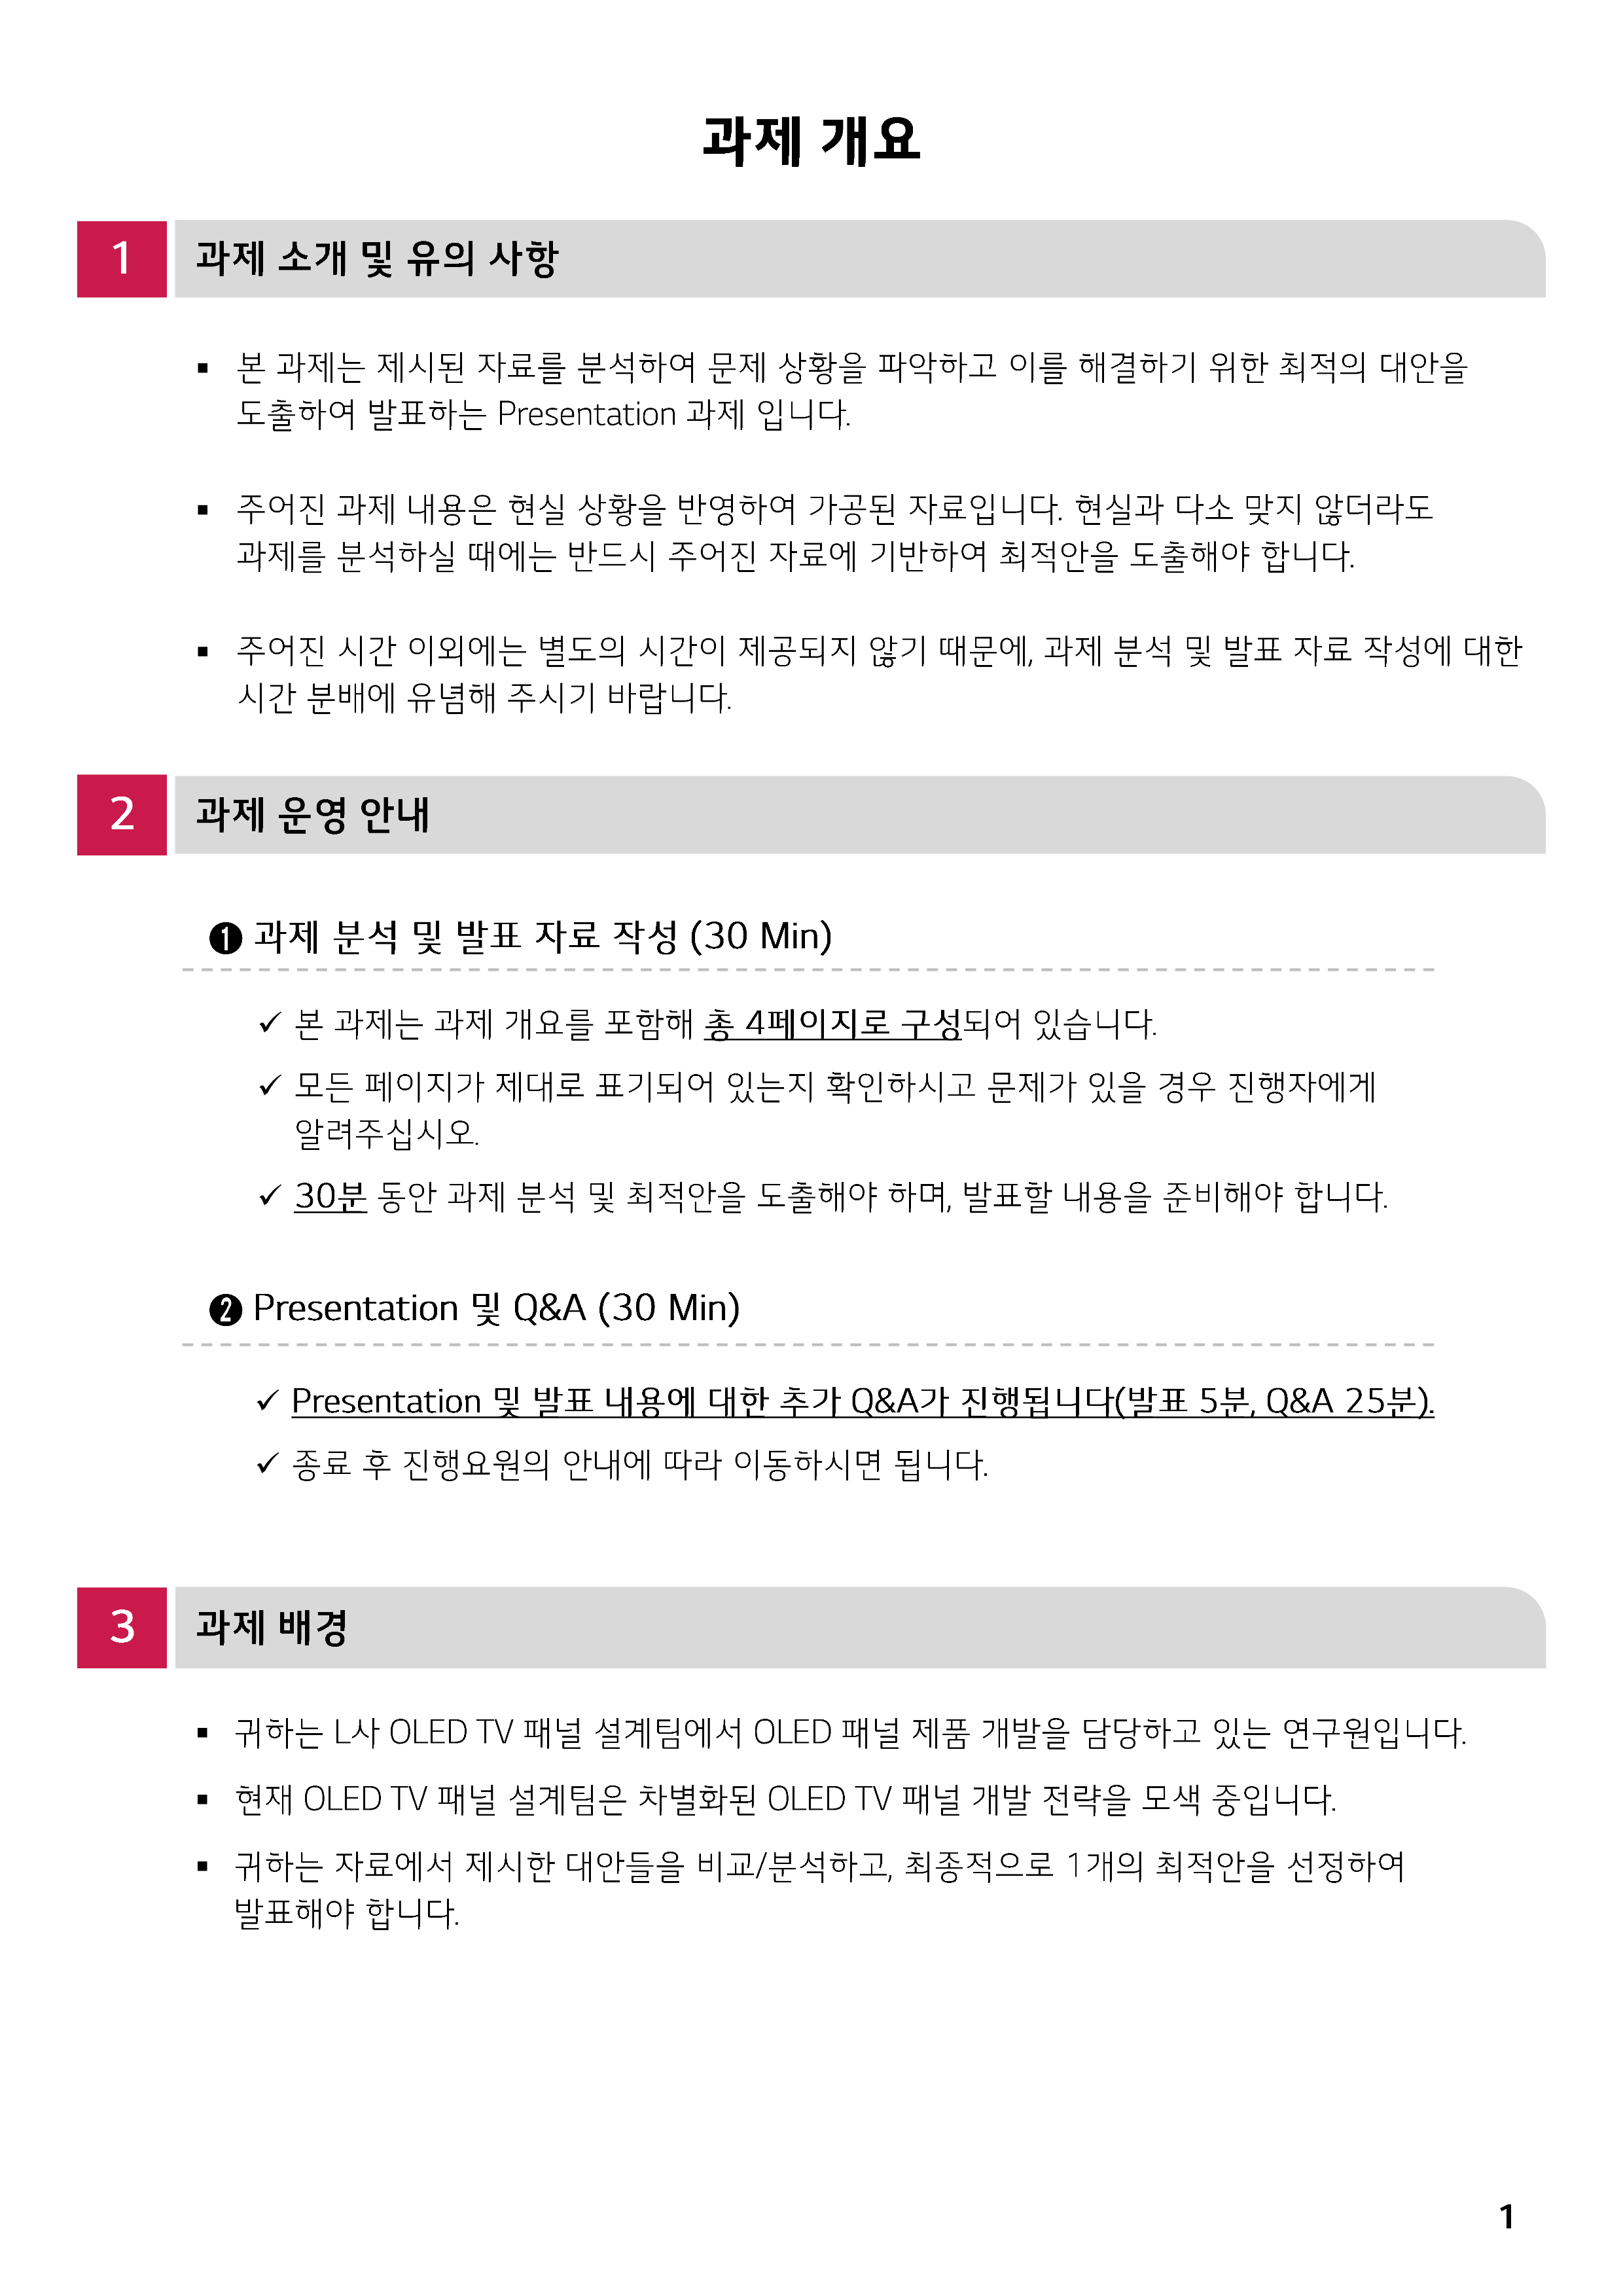 과제 개요
1 과제 소개 및 유의 사항
▪ 본 과제는 제시된 자료를 분석하여 문제 상황을 파악하고 이를 해결하기 위한 최적의 대안을
도출하여 발표하는 Presentation 과제 입니다.
▪ 주어진 과제 내용은 현실 상황을 반영하여 가공된 자료입니다. 현실과 다소 맞지 않더라도
과제를 분석하실 때에는 반드시 주어진 자료에 기반하여 최적안을 도출해야 합니다.
▪ 주어진 시간 이외에는 별도의 시간이 제공되지 않기 때문에, 과제 분석 및 발표 자료 작성에 대한
시간 분배에 유념해 주시기 바랍니다.
2 과제 운영 안내
❶ 과제 분석 및 발표 자료 작성 (30 Min)
✓ 본 과제는 과제 개요를 포함해 총 4페이지로 구성되어 있습니다.
✓ 모든 페이지가 제대로 표기되어 있는지 확인하시고 문제가 있을 경우 진행자에게
알려주십시오.
✓ 30분 동안 과제 분석 및 최적안을 도출해야 하며, 발표할 내용을 준비해야 합니다.
❷ Presentation 및 Q&A (30 Min)
✓ Presentation 및 발표 내용에 대한 추가 Q&A가 진행됩니다(발표 5분, Q&A 25분).
✓ 종료 후 진행요원의 안내에 따라 이동하시면 됩니다.
3 과제 배경
▪ 귀하는 L사 OLED TV 패널 설계팀에서 OLED 패널 제품 개발을 담당하고 있는 연구원입니다.
▪ 현재 OLED TV 패널 설계팀은 차별화된 OLED TV 패널 개발 전략을 모색 중입니다.
▪ 귀하는 자료에서 제시한 대안들을 비교/분석하고, 최종적으로 1개의 최적안을 선정하여
발표해야 합니다.
1